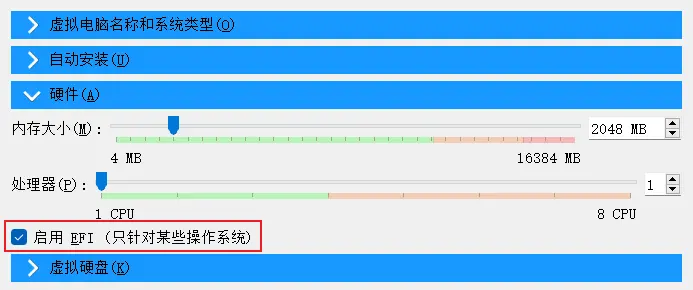 虚拟电脑名称和系统类型(O)
自动安装(U)
硬件(A)
内存大小(M): 2048 MB
4 MB 16384 MB
处理器(P): 1
1 CPU 8 CPU
启用 EFI (只针对某些操作系统)
虚拟硬盘(K)